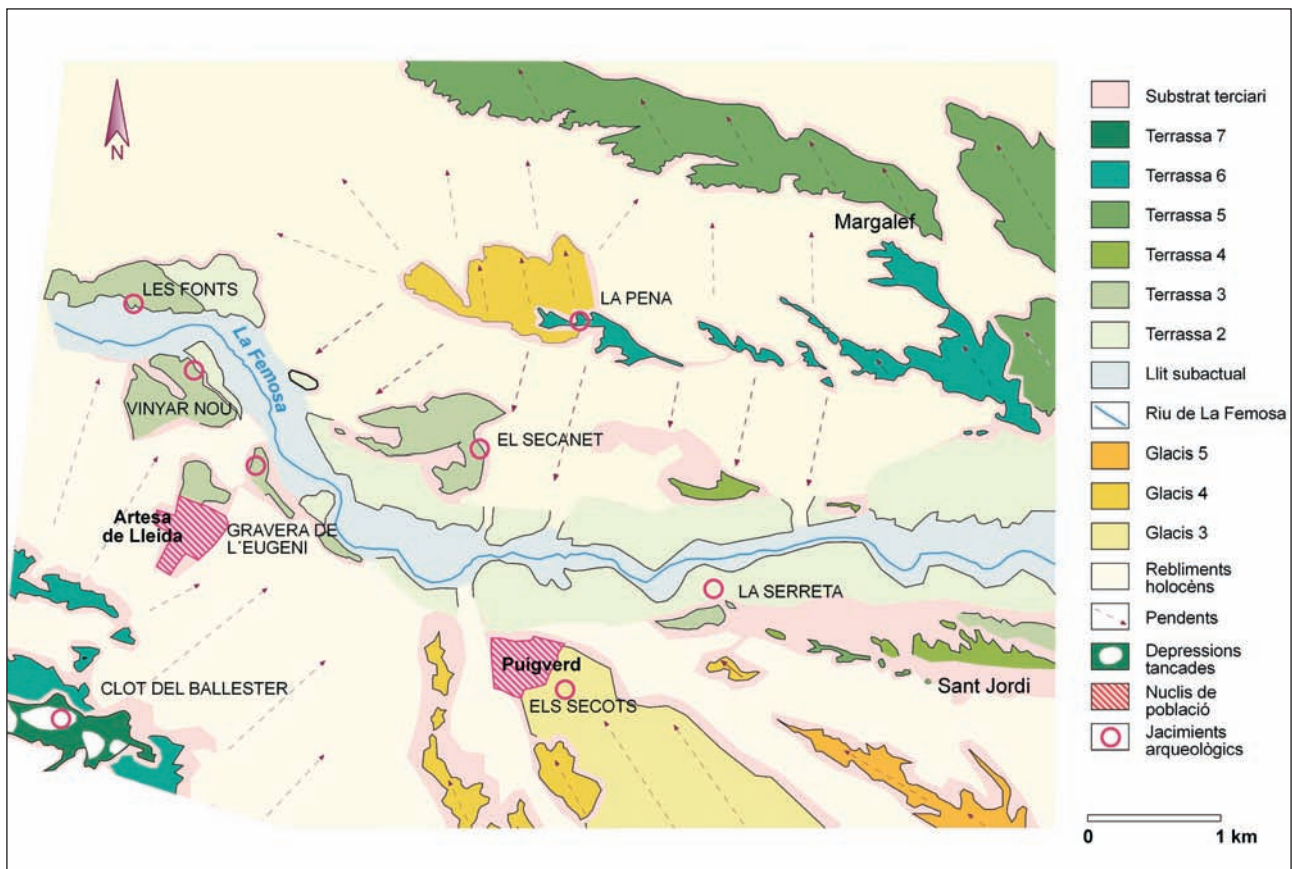 N
Margalef
LES FONTS
LA PENA
La Femosa
VINYAR NOU
EL SECANET
Artesa
de Lleida
GRAVERA DE
L'EUGENI
LA SERRETA
Puigverd
CLOT DEL BALLESTER
ELS SECOTS
Sant Jordi
Substrat terciari
Terrassa 7
Terrassa 6
Terrassa 5
Terrassa 4
Terrassa 3
Terrassa 2
Llit subactual
Riu de La Femosa
Glacis 5
Glacis 4
Glacis 3
Rebliments
holocèns
Pendents
Depressions
tancades
Nuclis de
població
Jaciments
arqueològics
0 1 km